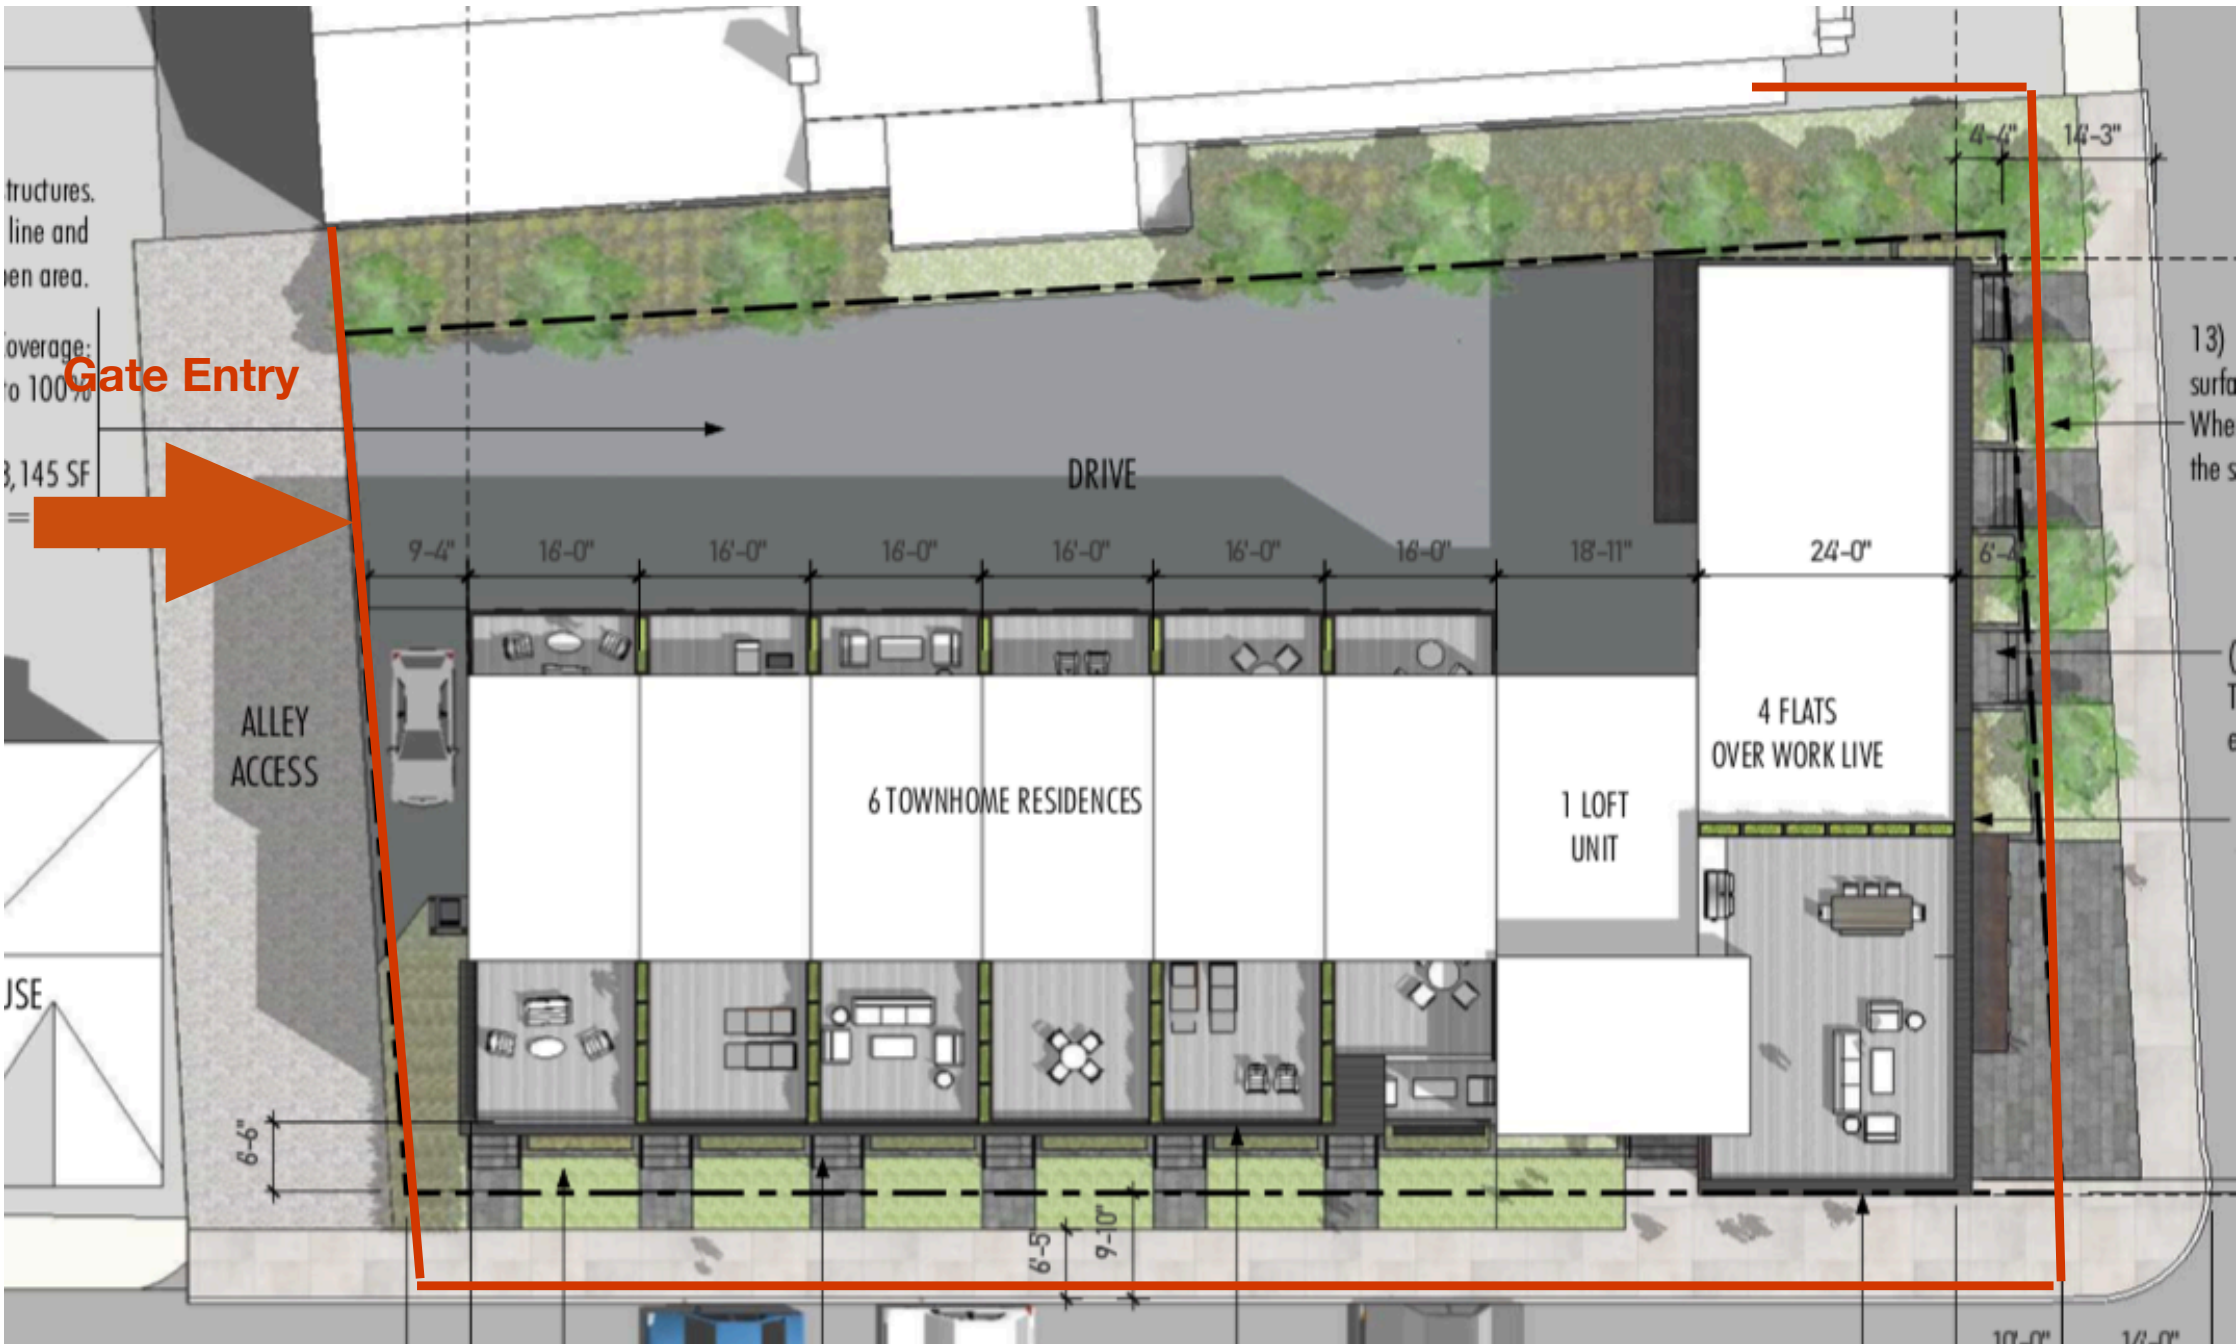 4'-4"
14'-3"
tructures.
line and
pen area.
overage:
to 100%
Gate Entry
3,145 SF
=
DRIVE
13)
surfa
Whe
the s
9'-4"
16'-0"
16'-0"
16'-0"
16'-0"
16'-0"
16'-0"
18'-11"
24'-0"
6'-4
ALLEY
ACCESS
6 TOWNHOME RESIDENCES
1 LOFT
UNIT
4 FLATS
OVER WORK LIVE
(
T
e
USE
6'-6"
6'-5"
9'-10"
10'-0"
14'-0"